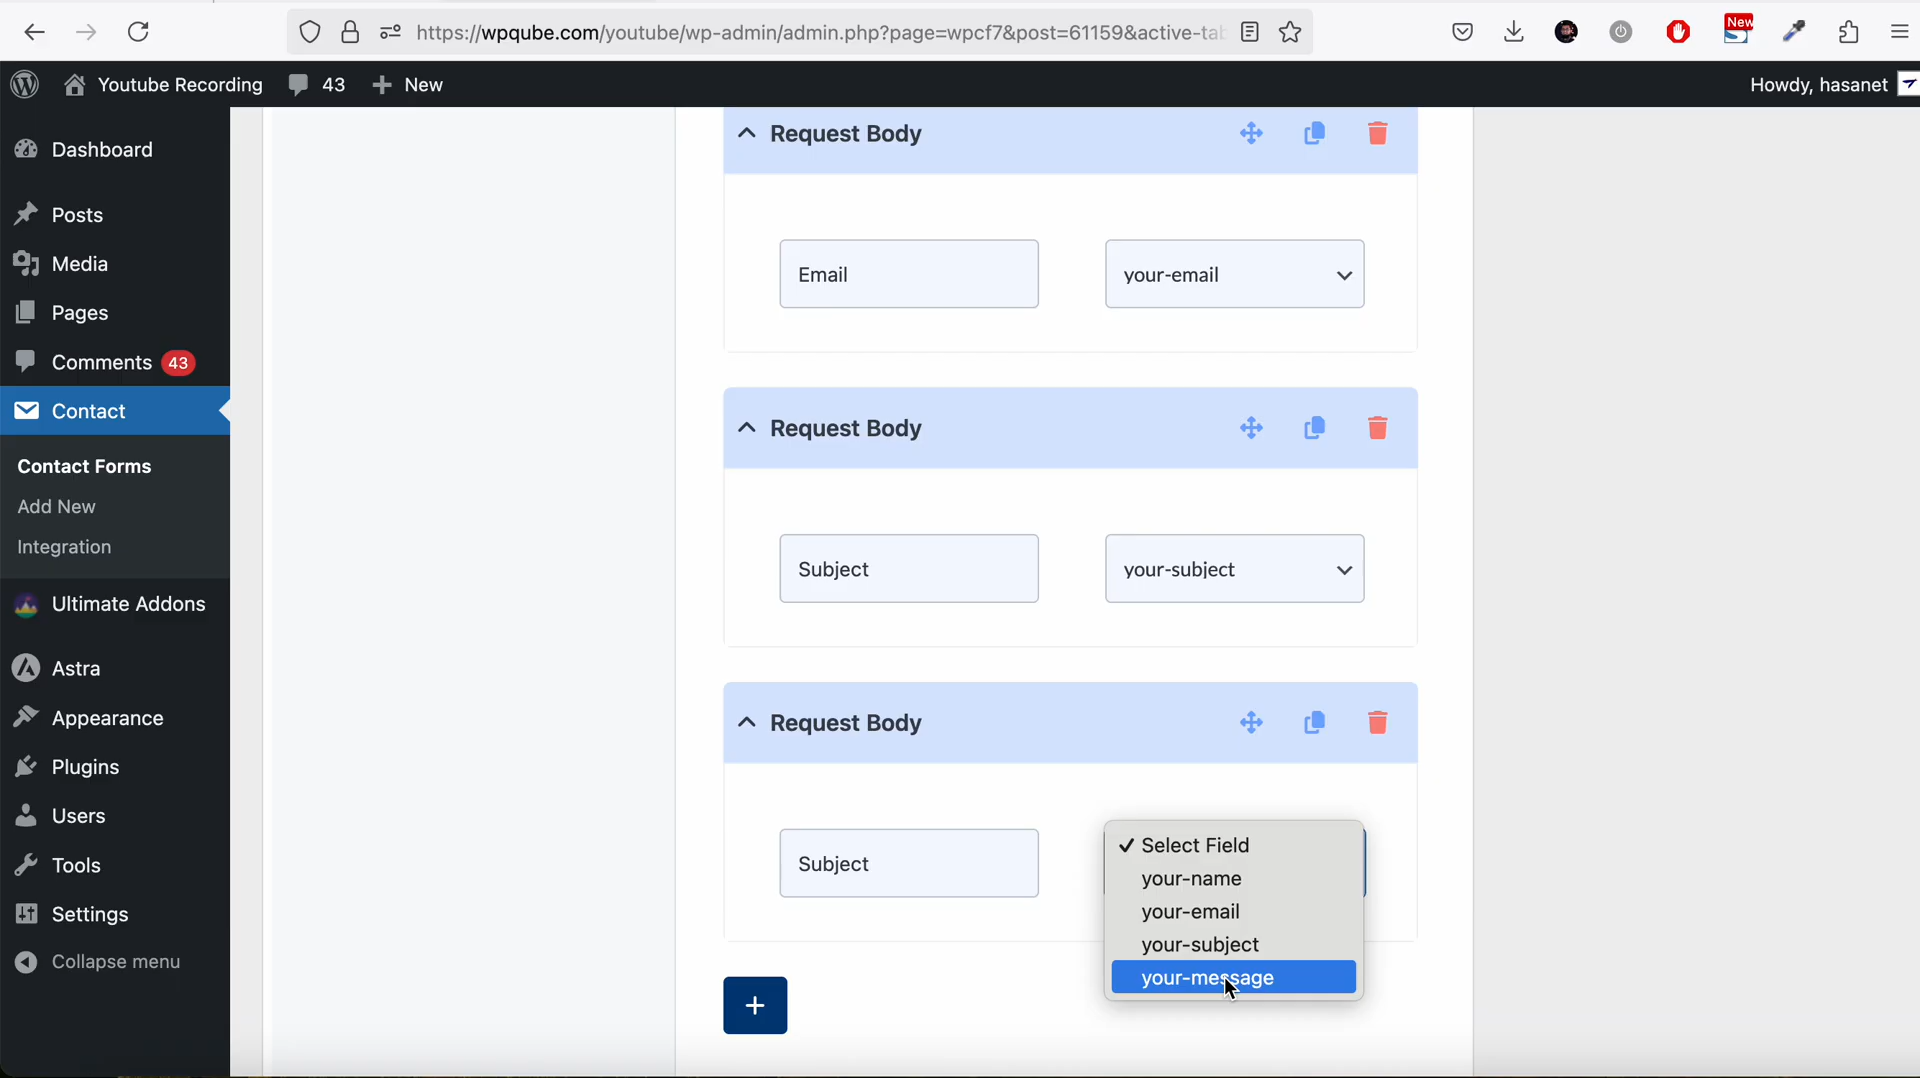 https://wpqube.com/youtube/wp-admin/admin.php?page=wpcf7&post=61159&active-ta
New
Youtube Recording
43
New
Howdy, hasanet
Dashboard
Posts
Media
Pages
Comments 43
Contact
Contact Forms
Add New
Integration
Ultimate Addons
Astra
Appearance
Plugins
Users
Tools
Settings
Collapse menu
Request Body
Email
your-email
Request Body
Subject
your-subject
Request Body
Subject
✓ Select Field
your-name
your-email
your-subject
your-message
+